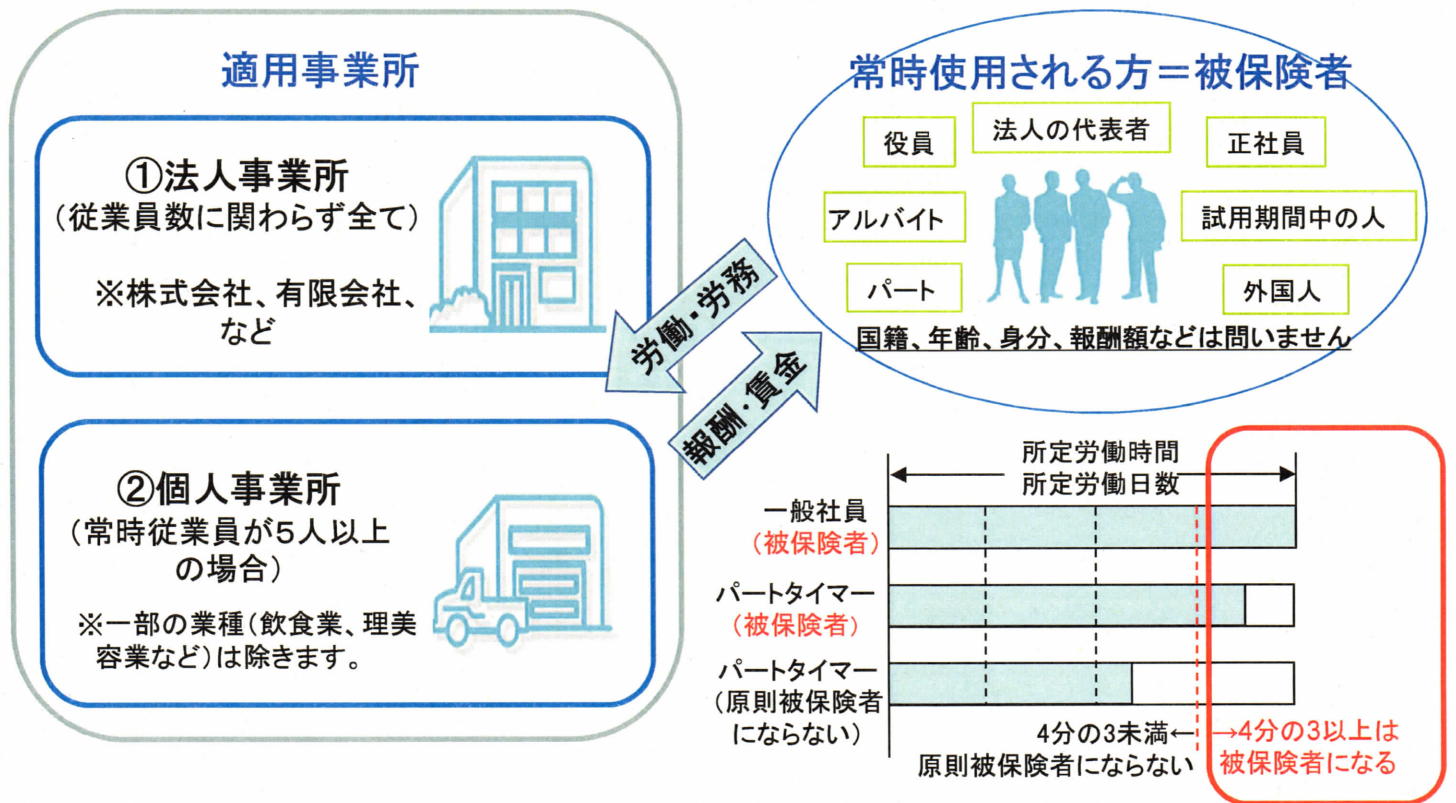 適用事業所
①法人事業所
(従業員数に関わらず全て)
※株式会社、有限会社、
など
②個人事業所
(常時従業員が5人以上
の場合)
※一部の業種(飲食業、理美
容業など)は除きます。
労働・労務
報酬・賃金
常時使用される方＝被保険者
役員
法人の代表者
正社員
アルバイト
試用期間中の人
パート
外国人
国籍、年齢、身分、報酬額などは問いません
所定労働時間
所定労働日数
一般社員
(被保険者)
パートタイマー
(被保険者)
パートタイマー
(原則被保険者
にならない)
4分の3未満←
原則被保険者にならない
→4分の3以上は
被保険者になる